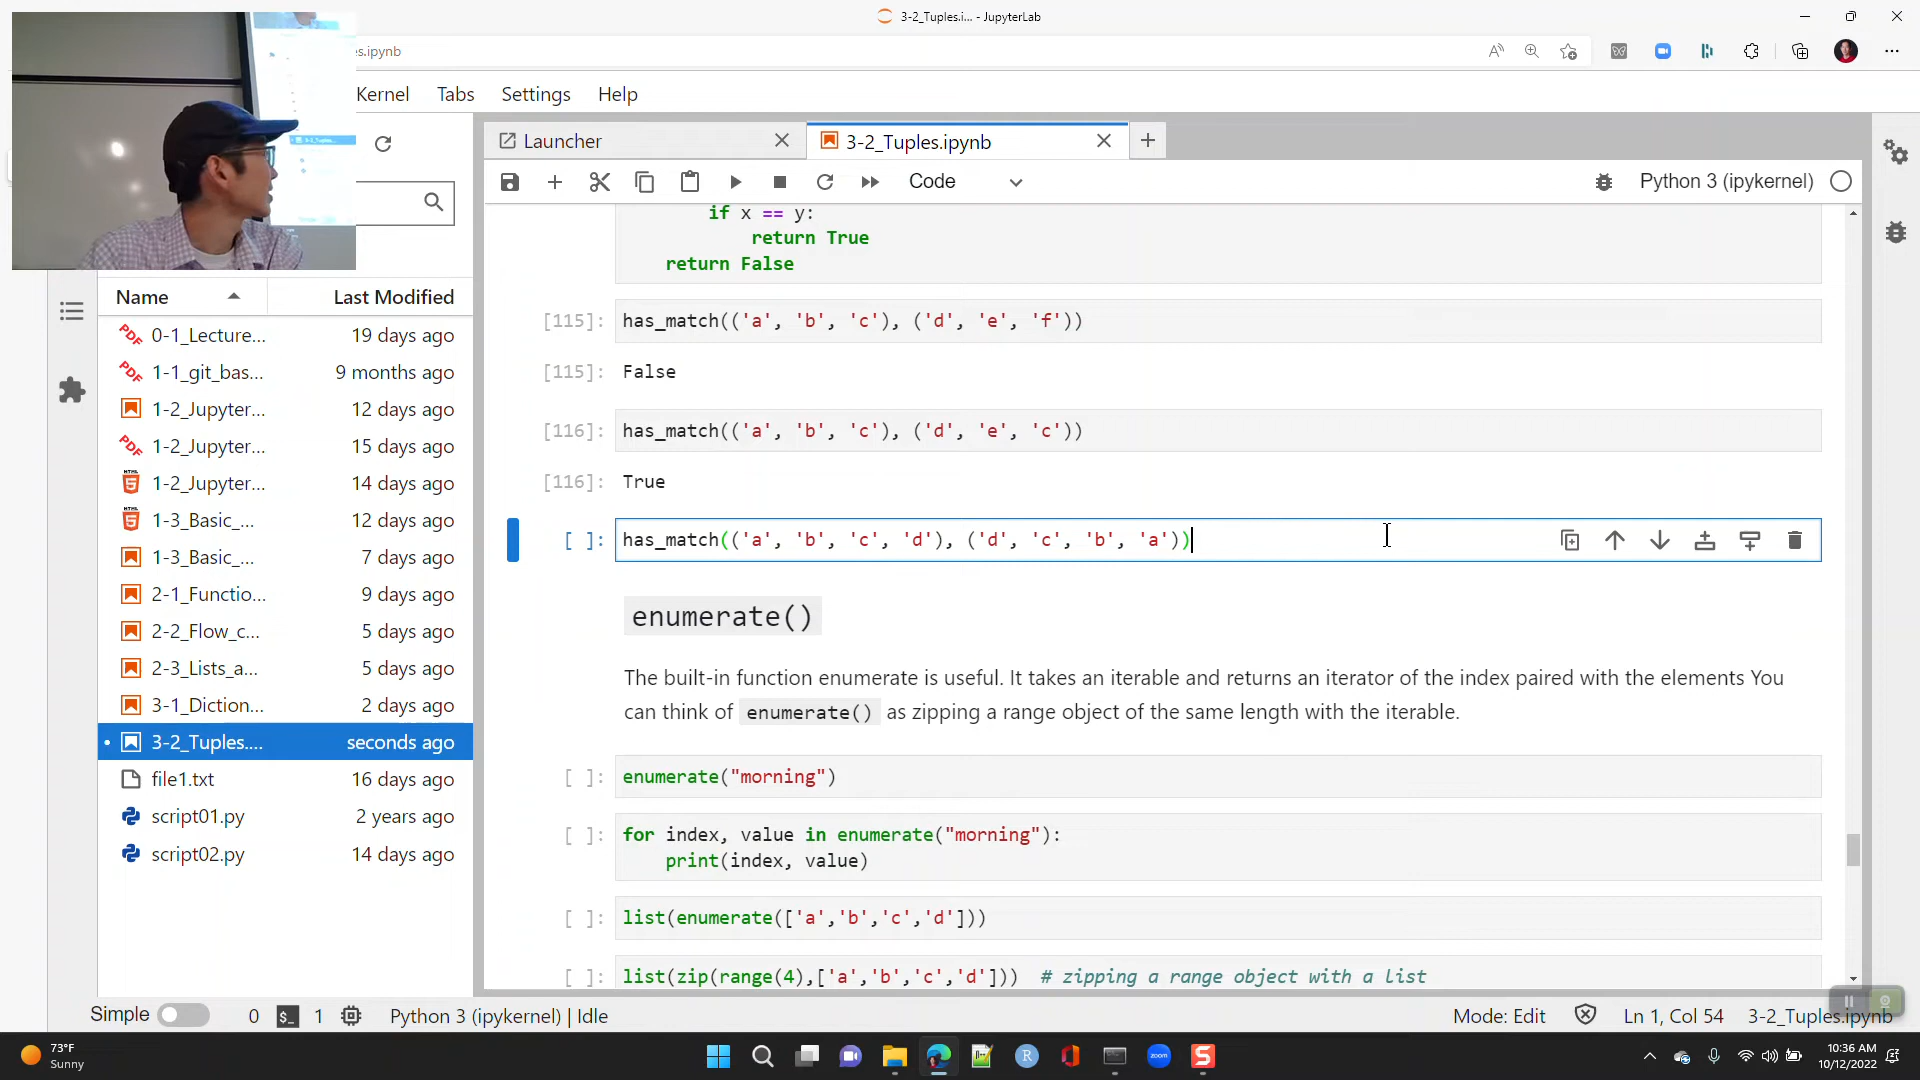 3-2_Tuples.i... - JupyterLab
es.ipynb
Kernel
Tabs
Settings
Help
Launcher
3-2_Tuples.ipynb
Code
Python 3 (ipykernel)
if x == y:
return True
return False
[115]: has_match(('a', 'b', 'c'), ('d', 'e', 'f'))
[115]: False
[116]: has_match(('a', 'b', 'c'), ('d', 'e', 'c'))
[116]: True
[ ]: has_match(('a', 'b', 'c', 'd'), ('d', 'c', 'b', 'a'))
enumerate()
The built-in function enumerate is useful. It takes an iterable and returns an iterator of the index paired with the elements You
can think of enumerate() as zipping a range object of the same length with the iterable.
[ ]: enumerate("morning")
[ ]: for index, value in enumerate("morning"):
print(index, value)
[ ]: list(enumerate(['a','b','c','d']))
[ ]: list(zip(range(4),['a','b','c','d'])) # zipping a range object with a list
Name
Last Modified
0-1_Lecture... 19 days ago
1-1_git_bas... 9 months ago
1-2_Jupyter... 12 days ago
1-2_Jupyter... 15 days ago
1-2_Jupyter... 14 days ago
1-3_Basic_... 12 days ago
1-3_Basic_... 7 days ago
2-1_Functio... 9 days ago
2-2_Flow_c... 5 days ago
2-3_Lists_a... 5 days ago
3-1_Diction... 2 days ago
3-2_Tuples.... seconds ago
file1.txt 16 days ago
script01.py 2 years ago
script02.py 14 days ago
Simple
0
1
Python 3 (ipykernel) | Idle
Mode: Edit
Ln 1, Col 54
3-2_Tuples.ipynb
73°F
Sunny
10:36 AM
10/12/2022